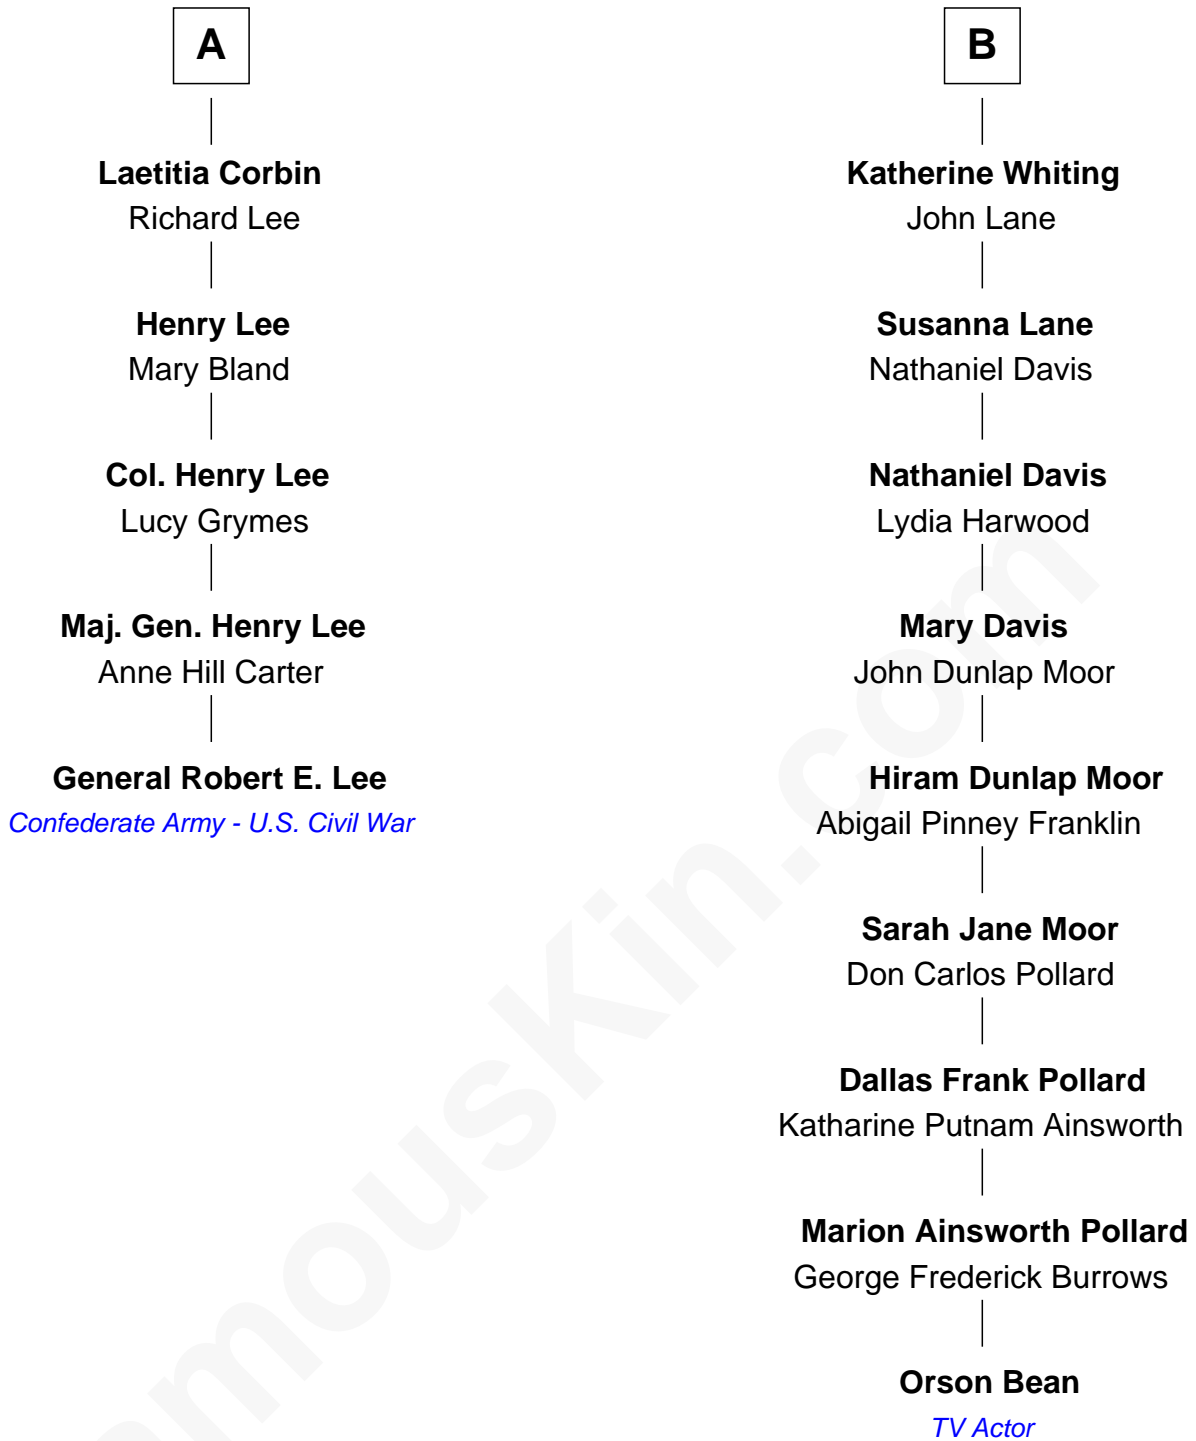 A
Laetitia Corbin
Richard Lee
Henry Lee
Mary Bland
Col. Henry Lee
Lucy Grymes
Maj. Gen. Henry Lee
Anne Hill Carter
General Robert E. Lee
Confederate Army - U.S. Civil War
B
Katherine Whiting
John Lane
Susanna Lane
Nathaniel Davis
Nathaniel Davis
Lydia Harwood
Mary Davis
John Dunlap Moor
Hiram Dunlap Moor
Abigail Pinney Franklin
Sarah Jane Moor
Don Carlos Pollard
Dallas Frank Pollard
Katharine Putnam Ainsworth
Marion Ainsworth Pollard
George Frederick Burrows
Orson Bean
TV Actor
amouskin.com